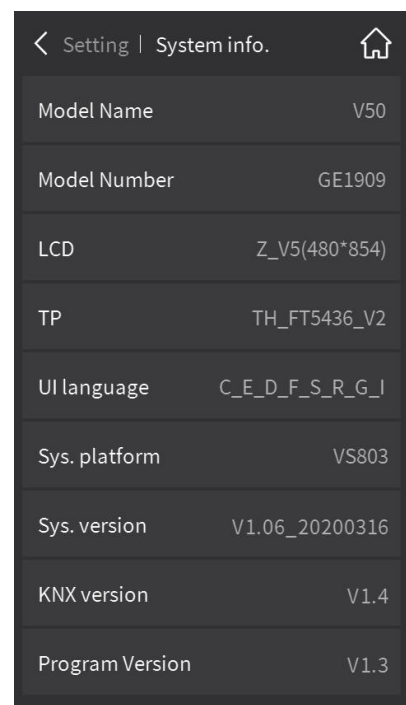 Setting | System info.
Model Name V50
Model Number GE1909
LCD Z_V5(480*854)
TP TH_FT5436_V2
UI language C_E_D_F_S_R_G_I
Sys. platform VS803
Sys. version V1.06_20200316
KNX version V1.4
Program Version V1.3